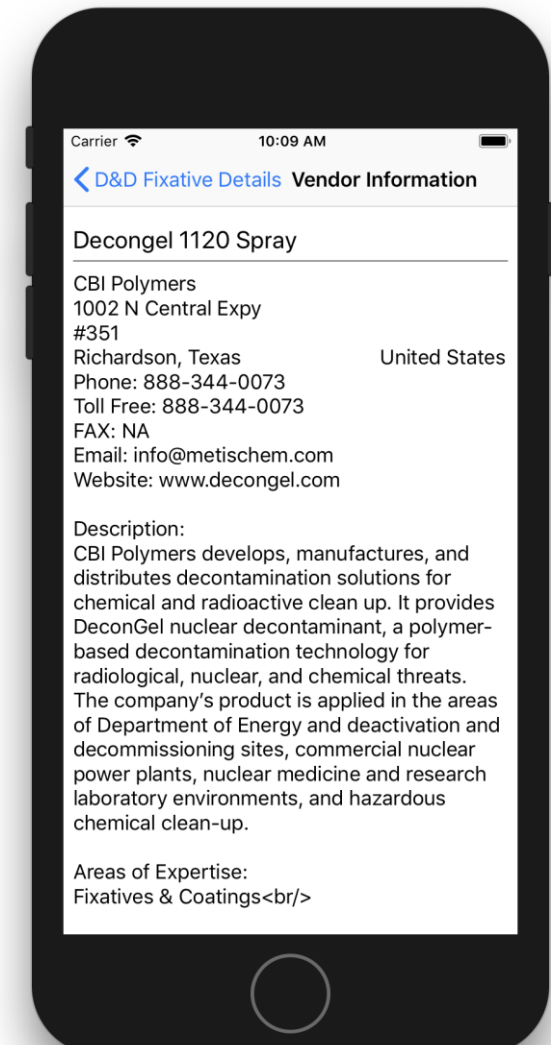 Carrier 10:09 AM
D&D Fixative Details Vendor Information
Decongel 1120 Spray
CBI Polymers
1002 N Central Expy
#351
Richardson, Texas United States
Phone: 888-344-0073
Toll Free: 888-344-0073
FAX: NA
Email: info@metischem.com
Website: www.decongel.com
Description:
CBI Polymers develops, manufactures, and
distributes decontamination solutions for
chemical and radioactive clean up. It provides
DeconGel nuclear decontaminant, a polymer-
based decontamination technology for
radiological, nuclear, and chemical threats.
The company’s product is applied in the areas
of Department of Energy and deactivation and
decommissioning sites, commercial nuclear
power plants, nuclear medicine and research
laboratory environments, and hazardous
chemical clean-up.
Areas of Expertise:
Fixatives & Coatings<br/>